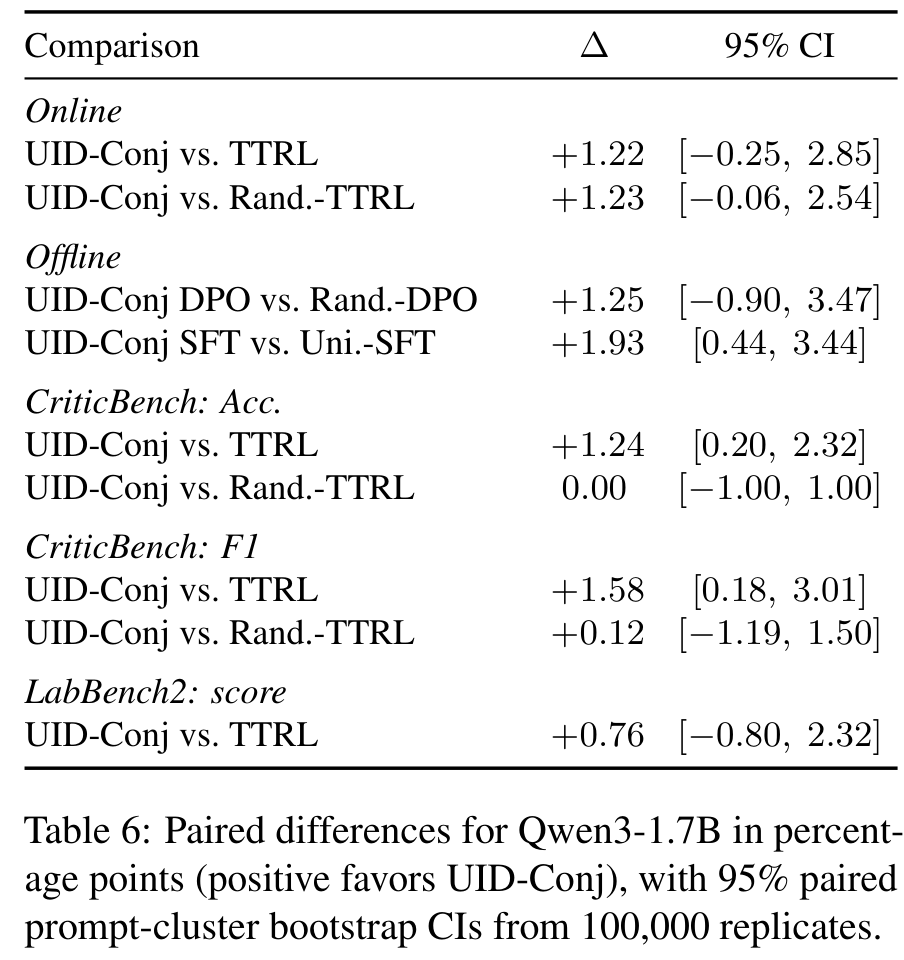 Comparison Δ 95% CI
Online
UID-Conj vs. TTRL +1.22 [−0.25, 2.85]
UID-Conj vs. Rand.-TTRL +1.23 [−0.06, 2.54]
Offline
UID-Conj DPO vs. Rand.-DPO +1.25 [−0.90, 3.47]
UID-Conj SFT vs. Uni.-SFT +1.93 [0.44, 3.44]
CriticBench: Acc.
UID-Conj vs. TTRL +1.24 [0.20, 2.32]
UID-Conj vs. Rand.-TTRL 0.00 [−1.00, 1.00]
CriticBench: F1
UID-Conj vs. TTRL +1.58 [0.18, 3.01]
UID-Conj vs. Rand.-TTRL +0.12 [−1.19, 1.50]
LabBench2: score
UID-Conj vs. TTRL +0.76 [−0.80, 2.32]
Table 6: Paired differences for Qwen3-1.7B in percent-
age points (positive favors UID-Conj), with 95% paired
prompt-cluster bootstrap CIs from 100,000 replicates.